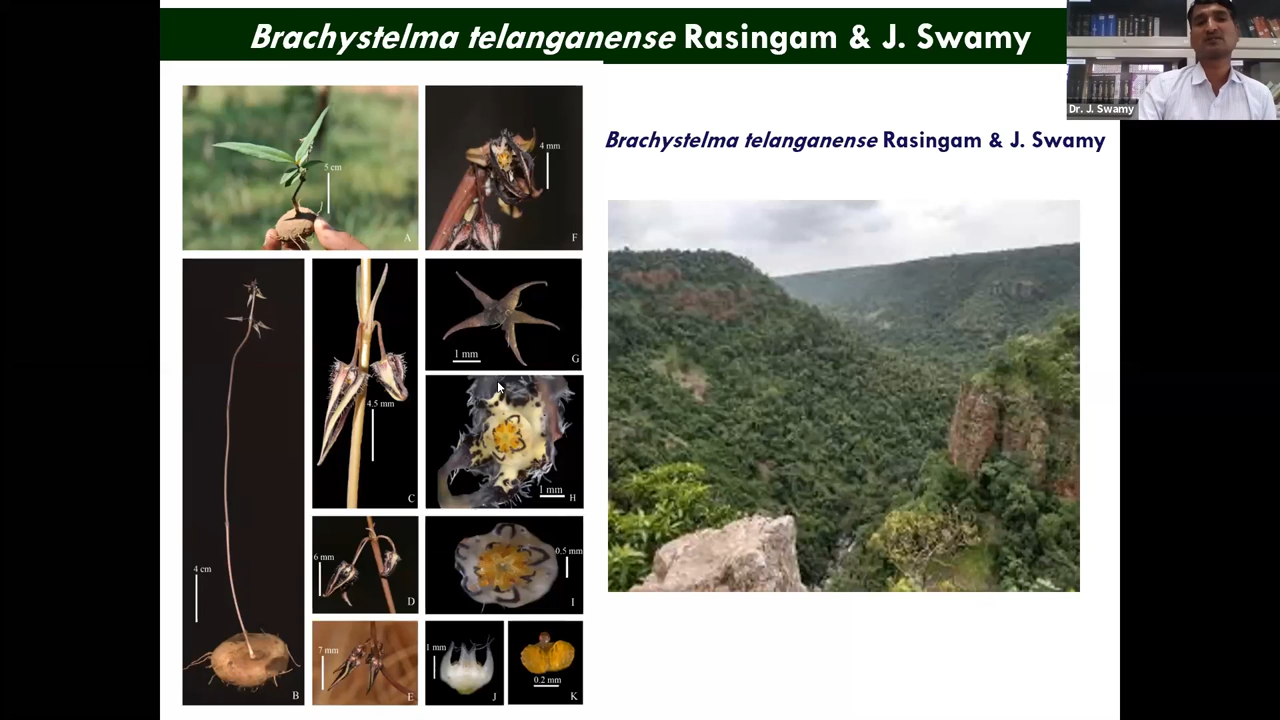 Brachystelma telanganense Rasingam & J. Swamy
Dr. J. Swamy
Brachystelma telanganense Rasingam & J. Swamy
5 cm
A
4 mm
F
4 cm
B
4.5 mm
C
1 mm
G
1 mm
H
6 mm
D
0.5 mm
I
7 mm
E
1 mm
J
0.2 mm
K